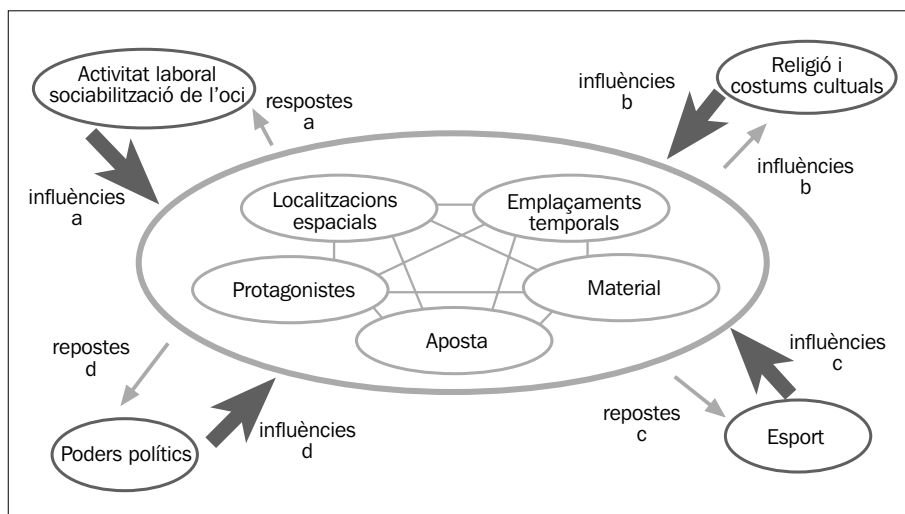 Activitat laboral
sociabilització de l'oci
respostes
a
influències
a
influències
b
Religió i
costums cultuals
influències
b
Localitzacions
espacials
Emplaçaments
temporals
Protagonistes
Material
Aposta
repostes
d
Poders polítics
influències
d
influències
c
repostes
c
Esport